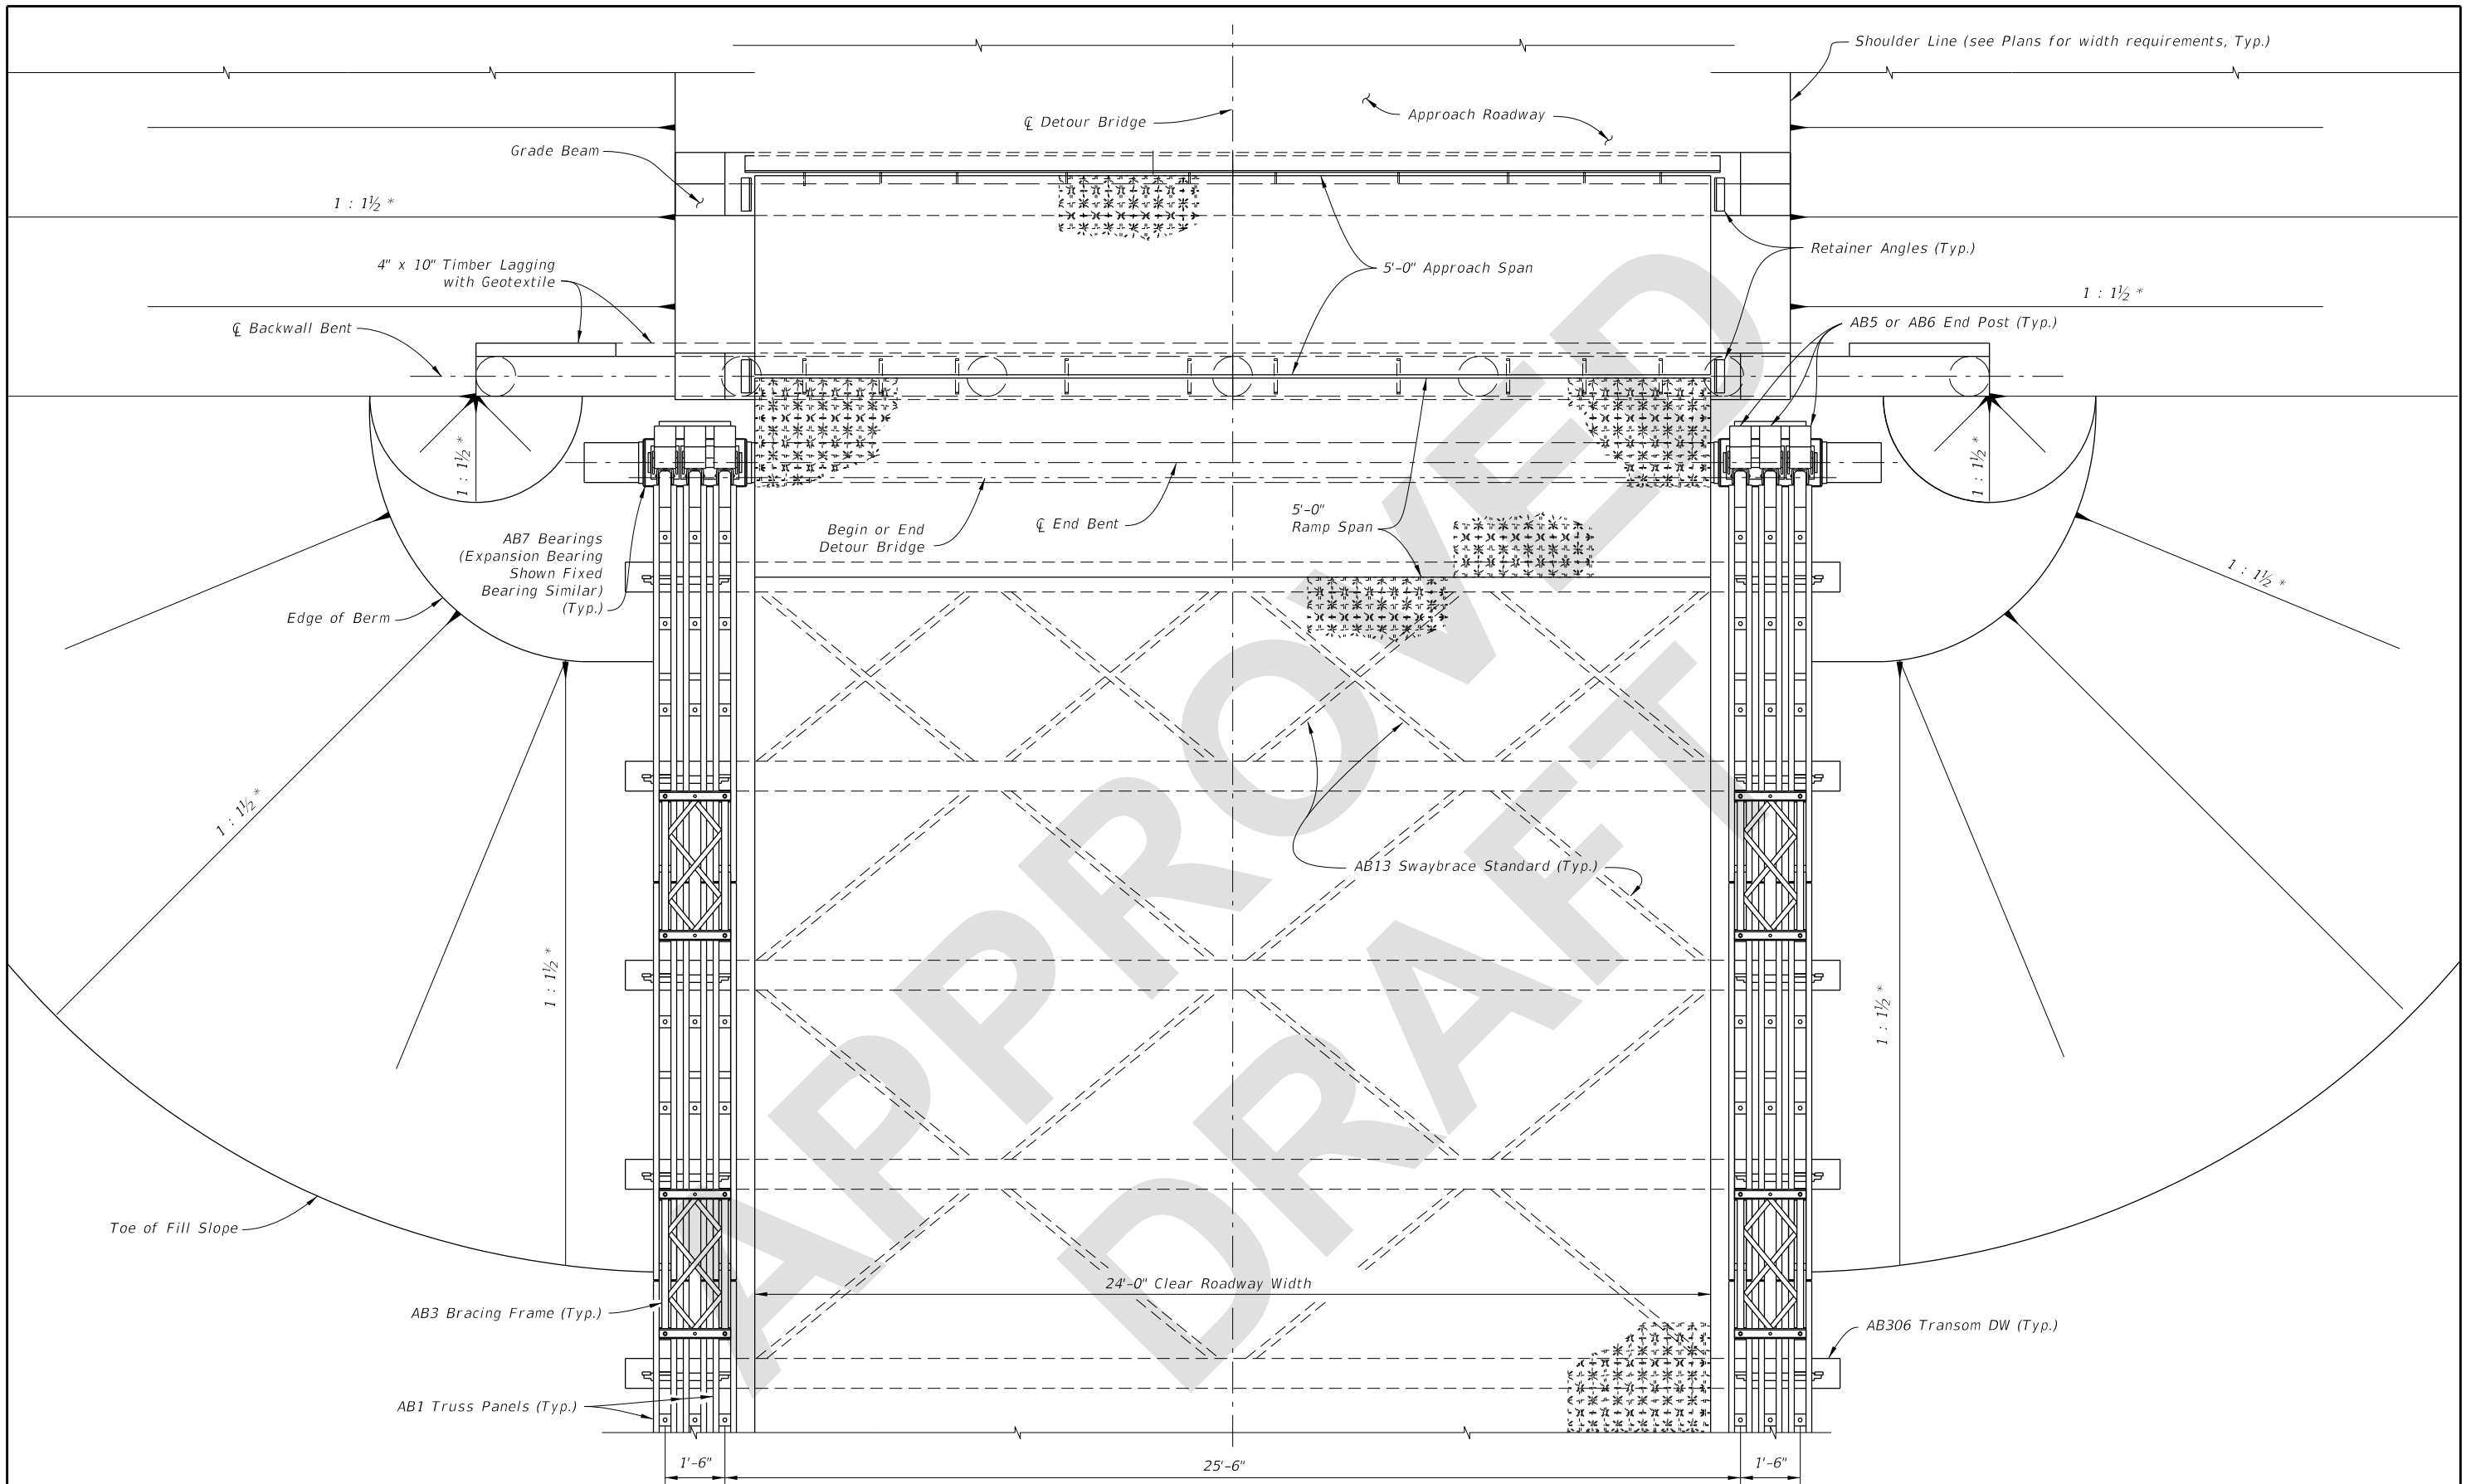 Shoulder Line (see Plans for width requirements, Typ.)
Approach Roadway
℄ Detour Bridge
Grade Beam
1 : 1½ *
Retainer Angles (Typ.)
4" x 10" Timber Lagging
with Geotextile
5'-0" Approach Span
1 : 1½ *
℄ Backwall Bent
AB5 or AB6 End Post (Typ.)
1 : 1½ *
1 : 1½ *
AB7 Bearings
(Expansion Bearing
Shown Fixed
Bearing Similar)
(Typ.)
Begin or End
Detour Bridge
℄ End Bent
5'-0"
Ramp Span
1 : 1½ *
Edge of Berm
1 : 1½ *
AB13 Swaybrace Standard (Typ.)
1 : 1½ *
1 : 1½ *
Toe of Fill Slope
24'-0" Clear Roadway Width
AB3 Bracing Frame (Typ.)
AB306 Transom DW (Typ.)
AB1 Truss Panels (Typ.)
1'-6"
25'-6"
1'-6"
APPROVED
DRAFT